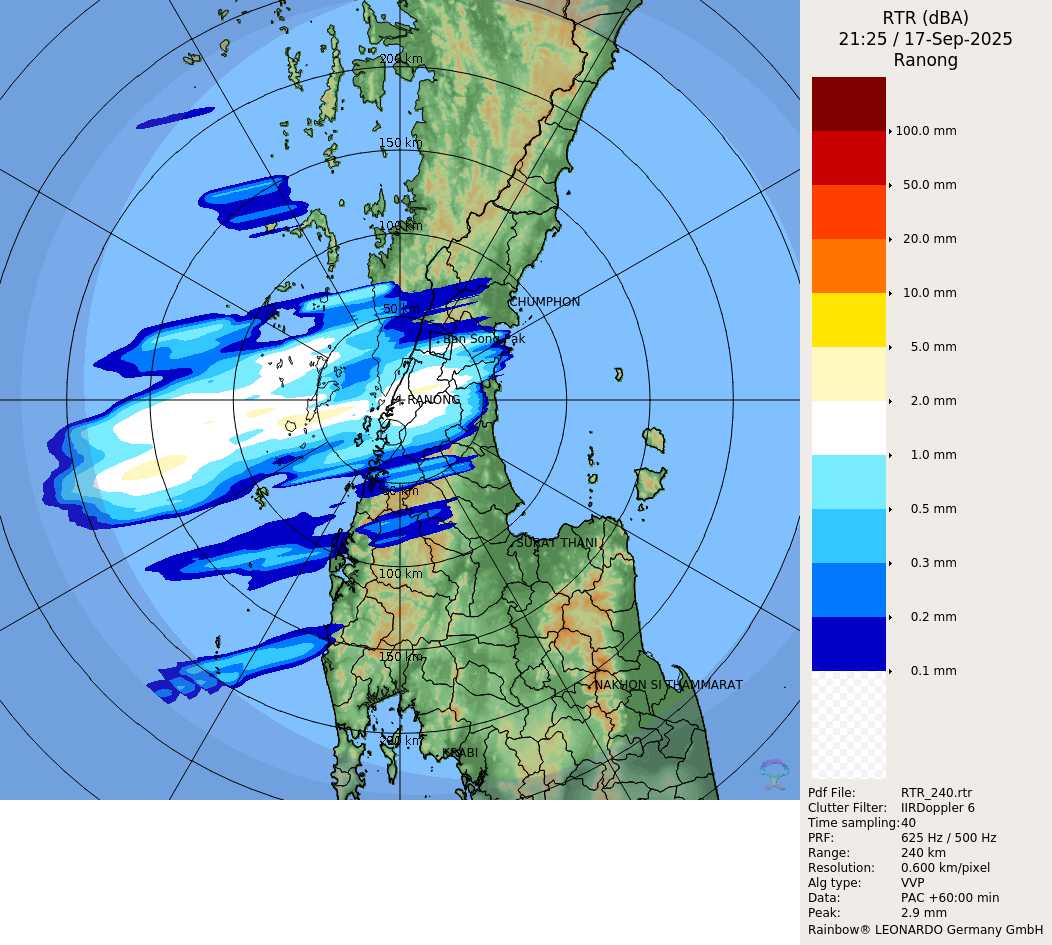 RTR (dBA)
21:25 / 17-Sep-2025
Ranong
100.0 mm
50.0 mm
20.0 mm
10.0 mm
5.0 mm
2.0 mm
1.0 mm
0.5 mm
0.3 mm
0.2 mm
0.1 mm
200 km
150 km
100 km
50 km
CHUMPHON
Ban Song Pak
RANONG
50 km
SURAT THANI
100 km
150 km
NAKHON SI THAMMARAT
200 km
KRABI
Pdf File: RTR_240.rtr
Clutter Filter: IIRDoppler 6
Time sampling:40
PRF: 625 Hz / 500 Hz
Range: 240 km
Resolution: 0.600 km/pixel
Alg type: VVP
Data: PAC +60:00 min
Peak: 2.9 mm
Rainbow® LEONARDO Germany GmbH